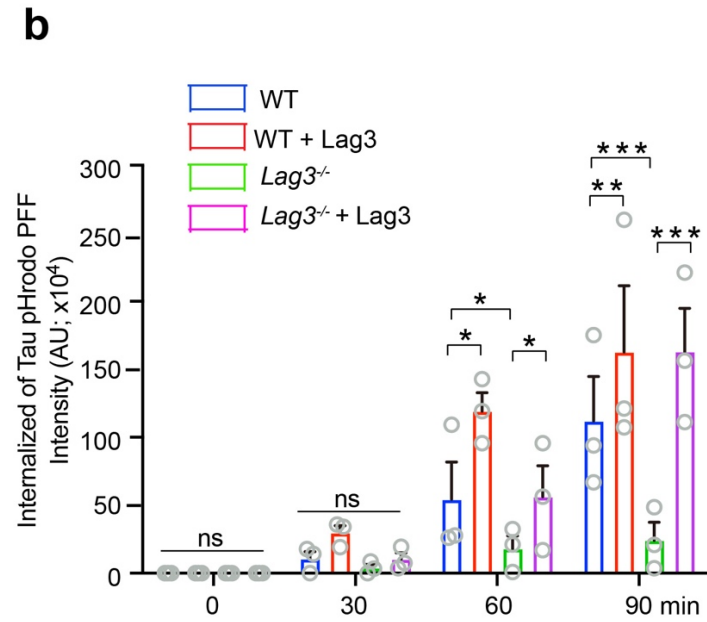 b
WT
WT + Lag3
Lag3-/-
Lag3-/- + Lag3
Internalized of Tau pHrodo PFF
Intensity (AU; x10⁴)
300
250
200
150
100
50
0
ns
ns
*
*
*
***
**
***
0
30
60
90 min